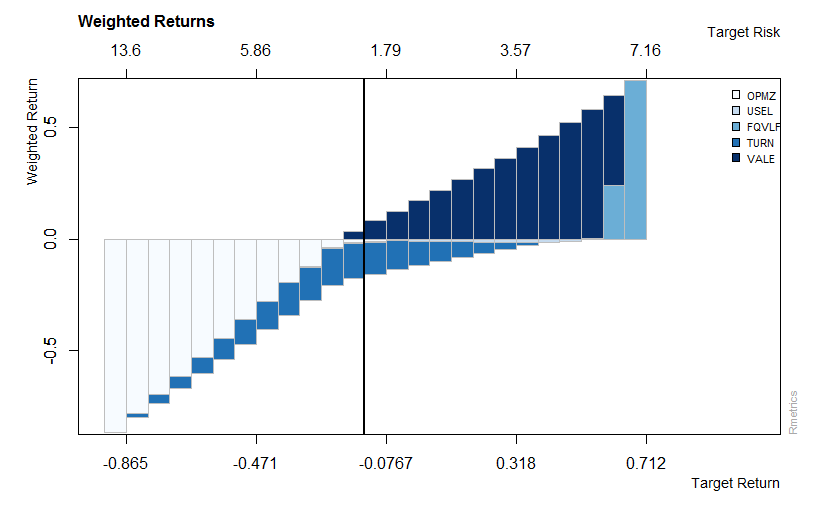 Weighted Returns
Target Risk
13.6 5.86 1.79 3.57 7.16
Weighted Return
0.5
0.0
-0.5
OPMZ
USEL
FQVLF
TURN
VALE
Rmetrics
-0.865 -0.471 -0.0767 0.318 0.712
Target Return